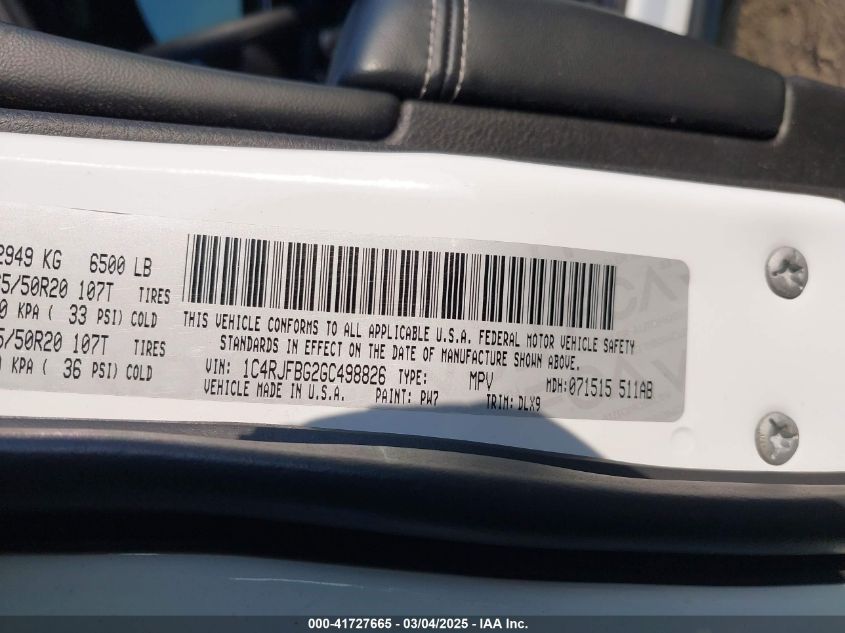 2949 KG 6500 LB
5/50R20 107T TIRES
0 KPA ( 33 PSI) COLD
5/50R20 107T TIRES
KPA ( 36 PSI) COLD
THIS VEHICLE CONFORMS TO ALL APPLICABLE U.S.A. FEDERAL MOTOR VEHICLE SAFETY
STANDARDS IN EFFECT ON THE DATE OF MANUFACTURE SHOWN ABOVE.
VIN: 1C4RJFBG2GC498826 TYPE: MPV MDH: 071515 511AB
VEHICLE MADE IN U.S.A. PAINT: PW7 TRIM: DLX9
000-41727665 - 03/04/2025 - IAA Inc.